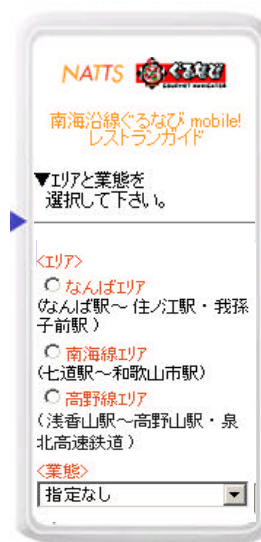 NATTS ぐるなび
GOURMET NAVIGATOR
南海沿線ぐるなび mobile!
レストランガイド
▼エリアと業態を
選択して下さい。
<エリア>
なんばエリア
(なんば駅～住ノ江駅・我孫
子前駅)
南海線エリア
(七道駅～和歌山市駅)
高野線エリア
(浅香山駅～高野山駅・泉
北高速鉄道)
<業態>
指定なし